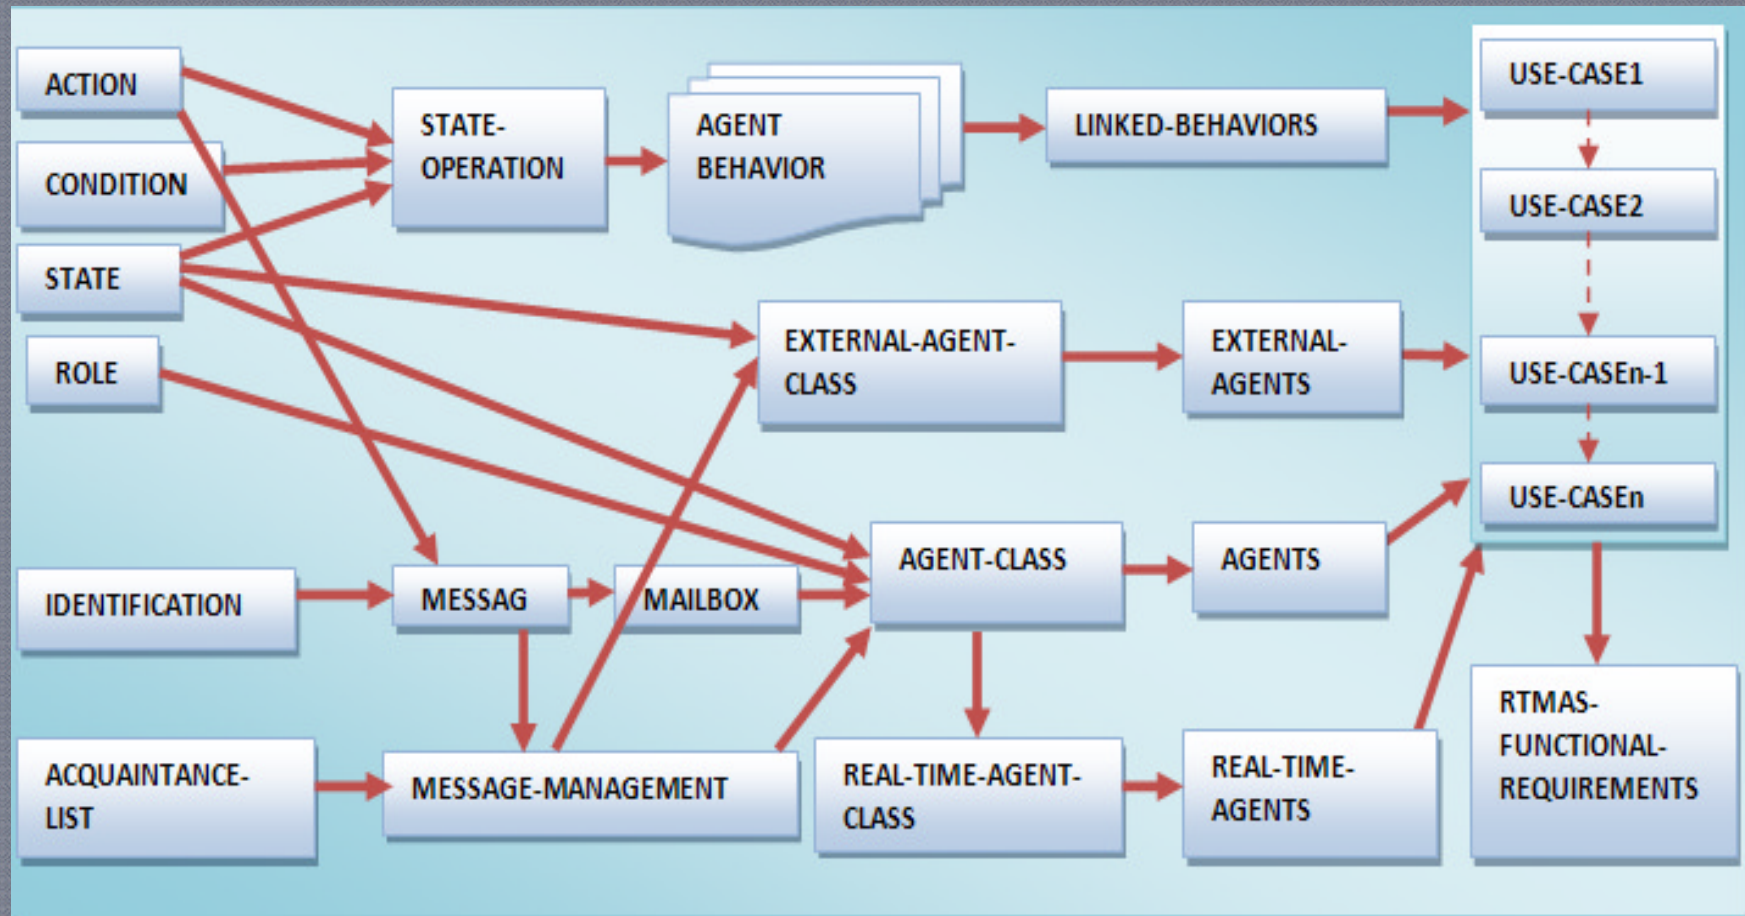 ACTION
CONDITION
STATE
ROLE
IDENTIFICATION
ACQUAINTANCE-
LIST
STATE-
OPERATION
AGENT
BEHAVIOR
LINKED-BEHAVIORS
EXTERNAL-AGENT-
CLASS
EXTERNAL-
AGENTS
MESSAG
MAILBOX
AGENT-CLASS
AGENTS
MESSAGE-MANAGEMENT
REAL-TIME-AGENT-
CLASS
REAL-TIME-
AGENTS
USE-CASE1
USE-CASE2
USE-CASEn-1
USE-CASEn
RTMAS-
FUNCTIONAL-
REQUIREMENTS